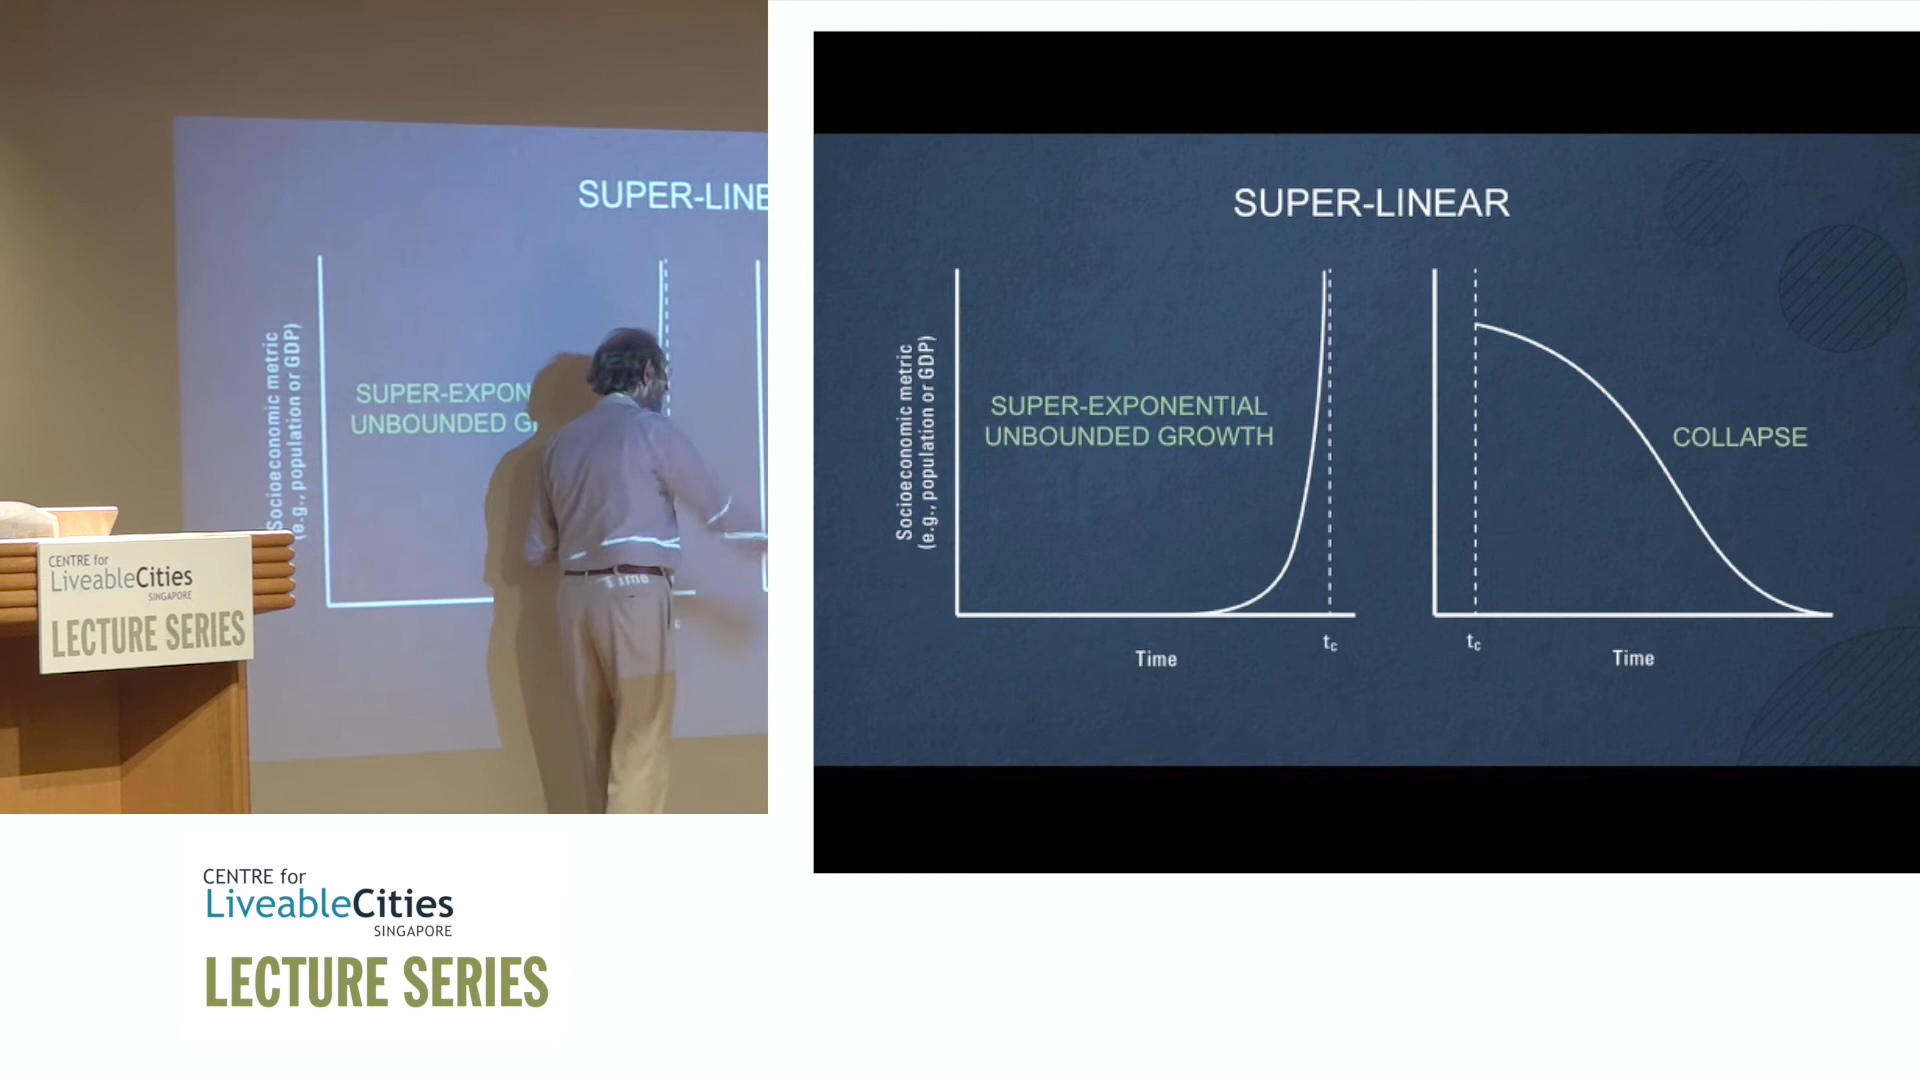 SUPER-LINE
Socioeconomic metric
(e.g., population or GDP)
SUPER-EXPON
UNBOUNDED G
Time
c
CENTRE for
LiveableCities
SINGAPORE
LECTURE SERIES
SUPER-LINEAR
Socioeconomic metric
(e.g., population or GDP)
SUPER-EXPONENTIAL
UNBOUNDED GROWTH
tc
Time
COLLAPSE
tc
Time
CENTRE for
LiveableCities
SINGAPORE
LECTURE SERIES